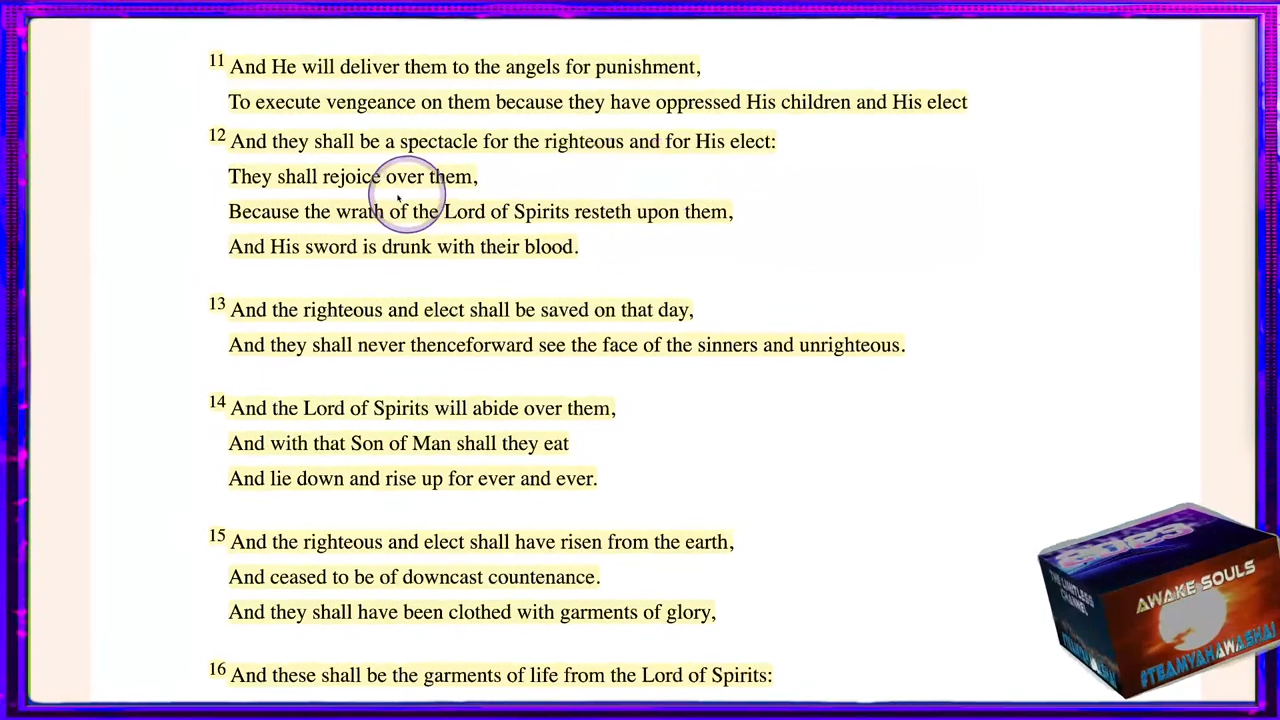 11 And He will deliver them to the angels for punishment,
To execute vengeance on them because they have oppressed His children and His elect
12 And they shall be a spectacle for the righteous and for His elect:
They shall rejoice over them,
Because the wrath of the Lord of Spirits resteth upon them,
And His sword is drunk with their blood.
13 And the righteous and elect shall be saved on that day,
And they shall never thenceforward see the face of the sinners and unrighteous.
14 And the Lord of Spirits will abide over them,
And with that Son of Man shall they eat
And lie down and rise up for ever and ever.
15 And the righteous and elect shall have risen from the earth,
And ceased to be of downcast countenance.
And they shall have been clothed with garments of glory,
16 And these shall be the garments of life from the Lord of Spirits:
THE LIMITLESS
AWAKE SOULS
#TEAMYAHAWASHAI